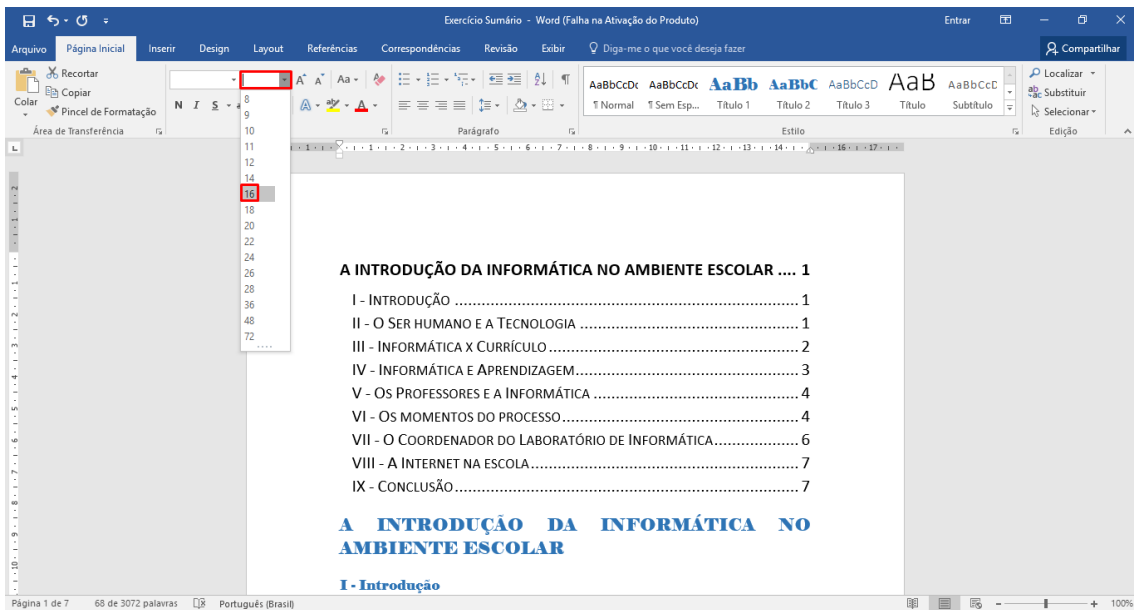 Exercício Sumário - Word (Falha na Ativação do Produto)
Entrar
Arquivo Página Inicial Inserir Design Layout Referências Correspondências Revisão Exibir Diga-me o que você deseja fazer
Compartilhar
Colar
Recortar
Copiar
Pincel de Formatação
Área de Transferência
N I S
Aa
A
Parágrafo
AaBbCcDc AaBbCcDc AaBb AaBbC AaBbCcD AaB AaBbCcD
¶ Normal ¶ Sem Esp... Título 1 Título 2 Título 3 Título Subtítulo
Estilo
Localizar
Substituir
Selecionar
Edição
8
9
10
11
12
14
16
18
20
22
24
26
28
36
48
72
A INTRODUÇÃO DA INFORMÁTICA NO AMBIENTE ESCOLAR .... 1
I - INTRODUÇÃO ... 1
II - O SER HUMANO E A TECNOLOGIA ... 1
III - INFORMÁTICA X CURRÍCULO ... 2
IV - INFORMÁTICA E APRENDIZAGEM ... 3
V - OS PROFESSORES E A INFORMÁTICA ... 4
VI - OS MOMENTOS DO PROCESSO ... 4
VII - O COORDENADOR DO LABORATÓRIO DE INFORMÁTICA ... 6
VIII - A INTERNET NA ESCOLA ... 7
IX - CONCLUSÃO ... 7
A INTRODUÇÃO DA INFORMÁTICA NO
AMBIENTE ESCOLAR
I - Introdução
Página 1 de 7 68 de 3072 palavras Português (Brasil) 100%